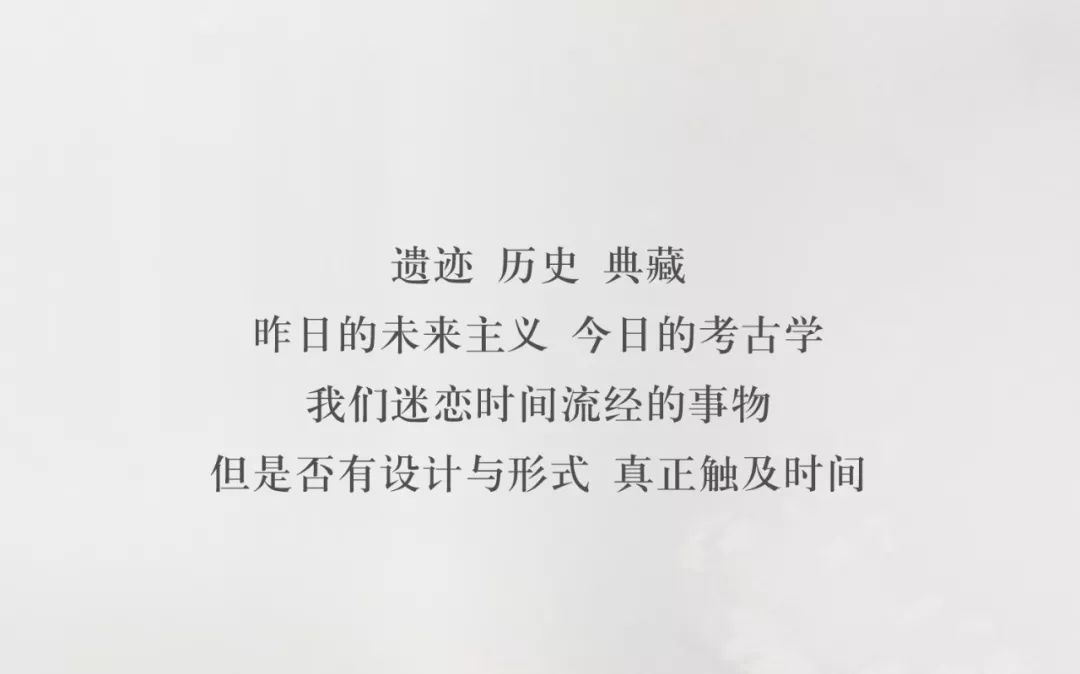 遗迹 历史 典藏
昨日的未来主义 今日的考古学
我们迷恋时间流经的事物
但是否有设计与形式 真正触及时间